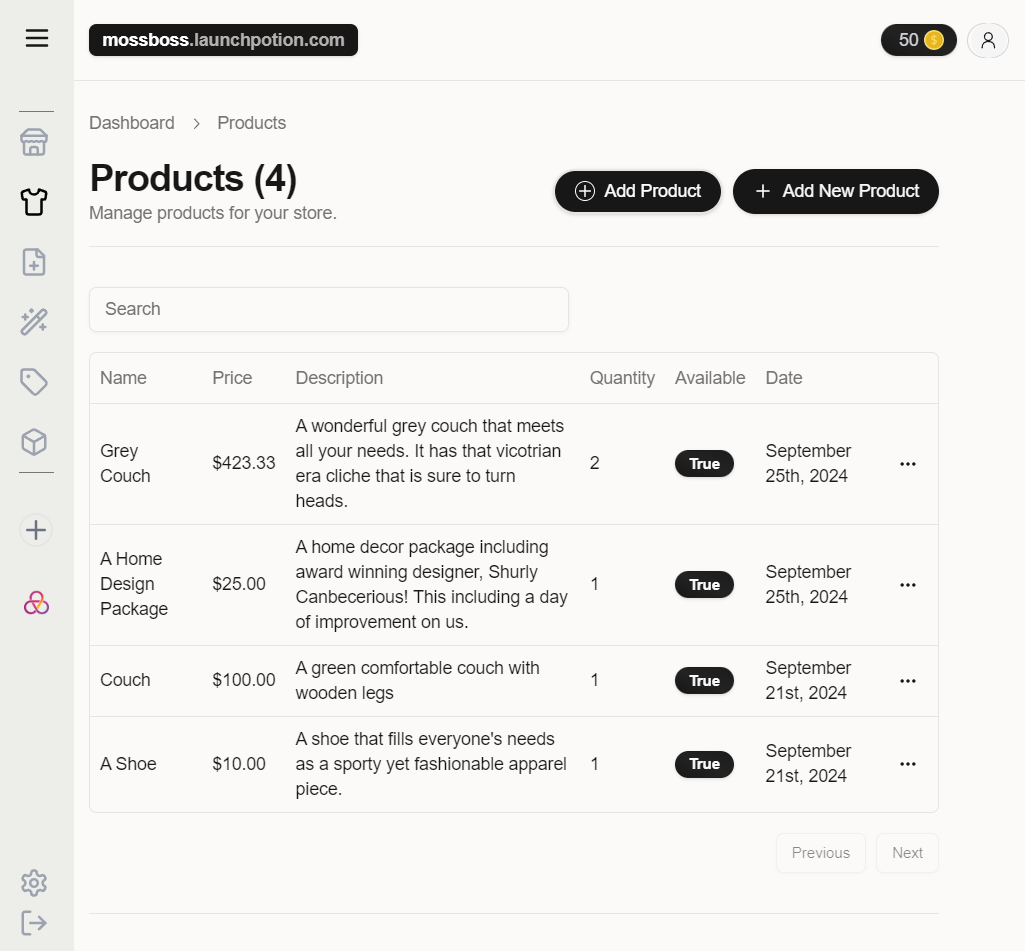 mossboss.launchpotion.com
50
Dashboard > Products
Products (4)
Manage products for your store.
Add Product
Add New Product
Search
Name Price Description Quantity Available Date
Grey
Couch
$423.33
A wonderful grey couch that meets
all your needs. It has that vicotrian
era cliche that is sure to turn
heads.
2
True
September
25th, 2024
A Home
Design
Package
$25.00
A home decor package including
award winning designer, Shurly
Canbecerious! This including a day
of improvement on us.
1
True
September
25th, 2024
Couch
$100.00
A green comfortable couch with
wooden legs
1
True
September
21st, 2024
A Shoe
$10.00
A shoe that fills everyone's needs
as a sporty yet fashionable apparel
piece.
1
True
September
21st, 2024
Previous
Next